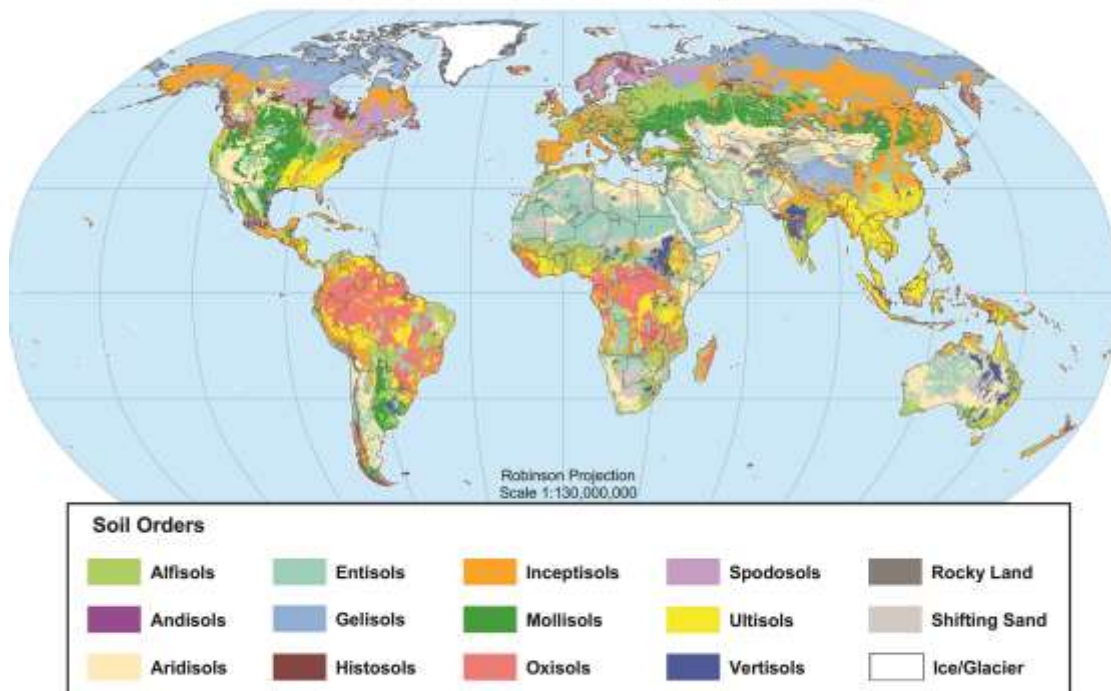 Robinson Projection
Scale 1:130,000,000
Soil Orders
Alfisols Entisols Inceptisols Spodosols Rocky Land
Andisols Gelisols Mollisols Ultisols Shifting Sand
Aridisols Histosols Oxisols Vertisols Ice/Glacier